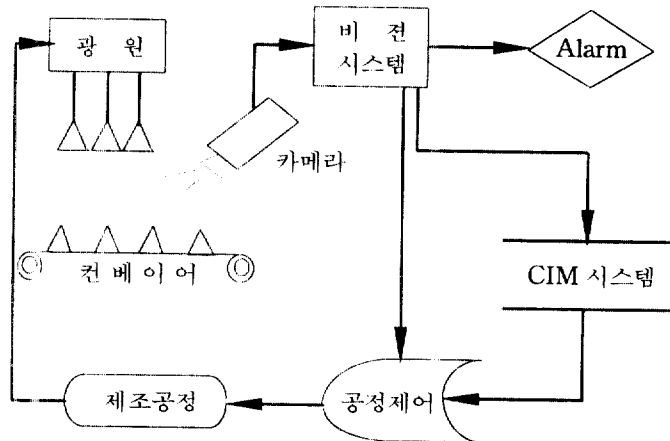 광 원
비 젼
시스템
Alarm
카메라
컨 베 이 어
CIM 시스템
제조공정
공정제어